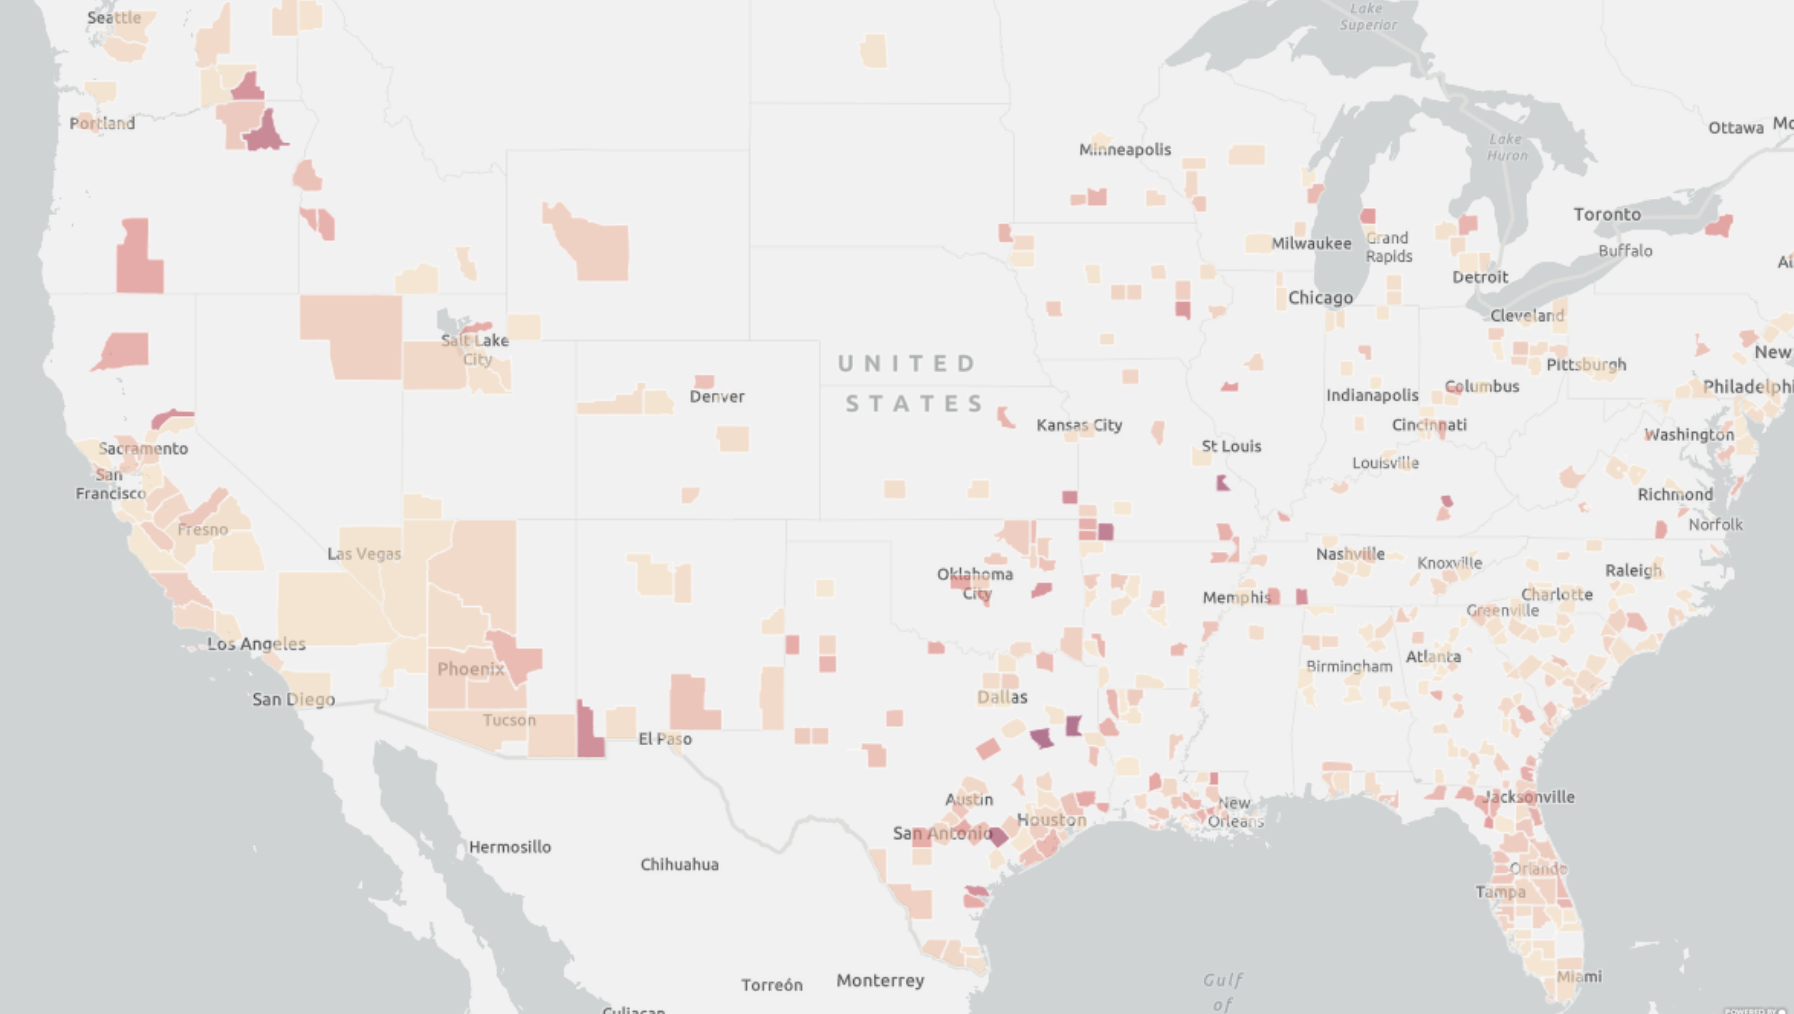 Seattle
Lake
Superior
Portland
Minneapolis
Ottawa
Lake
Huron
Toronto
Milwaukee
Grand
Rapids
Buffalo
Detroit
Chicago
Cleveland
Salt Lake
City
UNITED
STATES
Denver
New
Pittsburgh
Indianapolis
Columbus
Philadelphi
Kansas City
Cincinnati
Sacramento
St Louis
Washington
San
Francisco
Louisville
Richmond
Fresno
Norfolk
Las Vegas
Nashville
Knoxville
Raleigh
Oklahoma
City
Memphis
Charlotte
Greenville
Los Angeles
Phoenix
Birmingham
Atlanta
San Diego
Dallas
Tucson
El Paso
Austin
Jacksonville
New
Orleans
Houston
San Antonio
Hermosillo
Chihuahua
Orlando
Tampa
Miami
Torreón
Monterrey
Gulf
of
Culiacan
POWERED BY